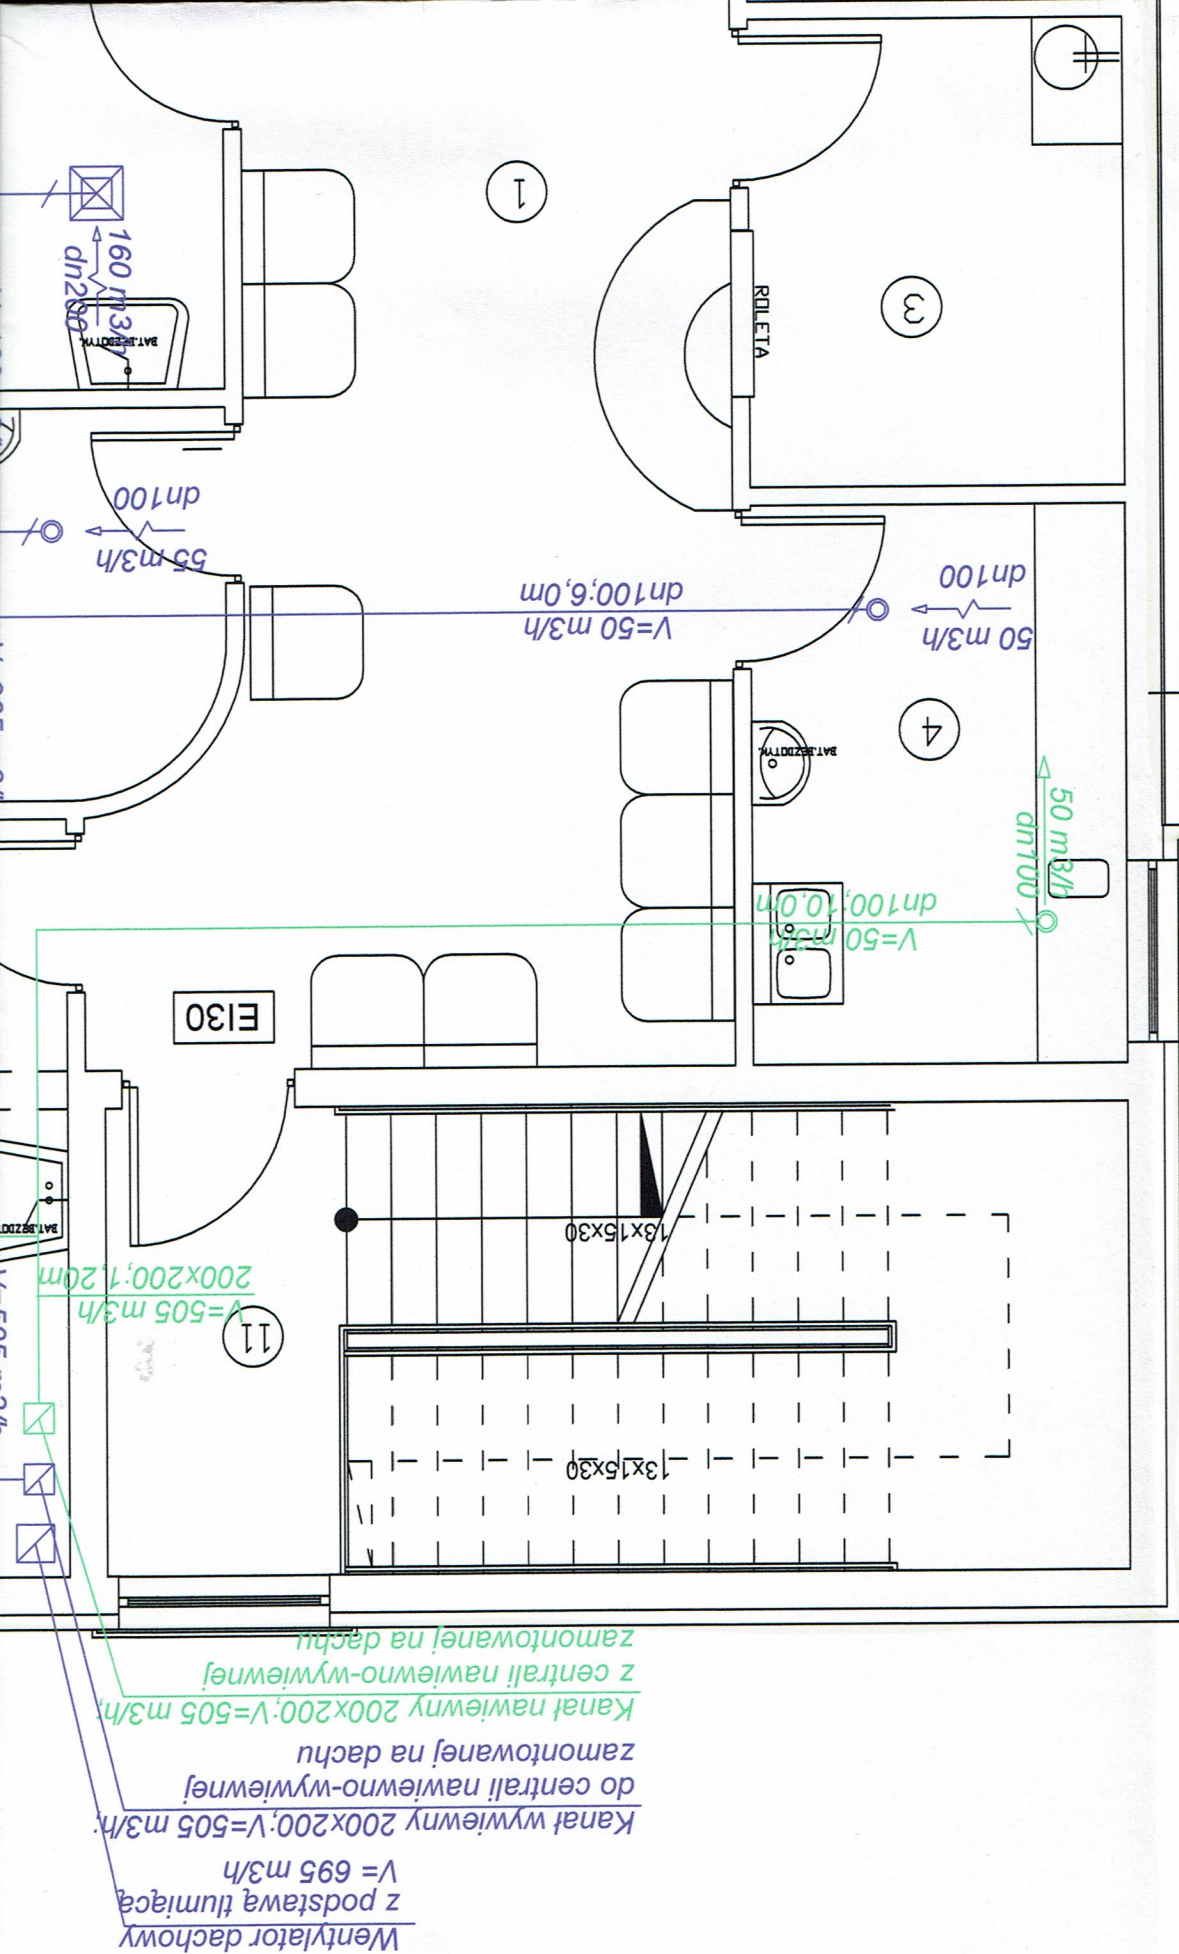 Wentylator dachowy
z podstawą tłumiącą
V= 695 m3/h
Kanał wywiewny 200x200;V=505 m3/h;
do centrali nawiewno-wywiewnej
zamontowanej na dachu
Kanał nawiewny 200x200;V=505 m3/h;
z centrali nawiewno-wywiewnej
zamontowanej na dachu
13x15x30
11
V=505 m3/h
200x200;1,20m
13x15x30
BAT.BEZDOT
EI30
V=50 m3/h
dn100;10,0m
50 m3/h
dn100
BAT.BEZDOTYK.
4
50 m3/h
dn100
V=50 m3/h
dn100;6,0m
55 m3/h
dn100
BAT.BEZDOTYK.
160 m3/h
dn200
ROLETA
3
1